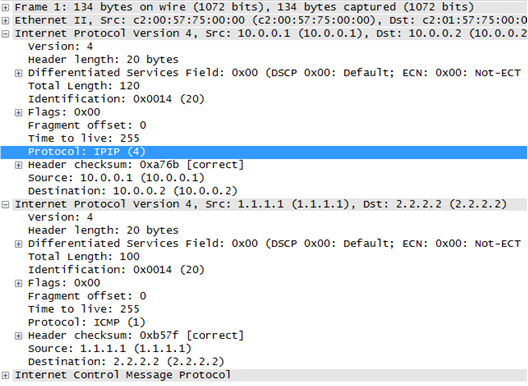 Frame 1: 134 bytes on wire (1072 bits), 134 bytes captured (1072 bits)
Ethernet II, Src: c2:00:57:75:00:00 (c2:00:57:75:00:00), Dst: c2:01:57:75:00:0
Internet Protocol Version 4, Src: 10.0.0.1 (10.0.0.1), Dst: 10.0.0.2 (10.0.0.2
Version: 4
Header length: 20 bytes
Differentiated Services Field: 0x00 (DSCP 0x00: Default; ECN: 0x00: Not-ECT
Total Length: 120
Identification: 0x0014 (20)
Flags: 0x00
Fragment offset: 0
Time to live: 255
Protocol: IPIP (4)
Header checksum: 0xa76b [correct]
Source: 10.0.0.1 (10.0.0.1)
Destination: 10.0.0.2 (10.0.0.2)
Internet Protocol Version 4, Src: 1.1.1.1 (1.1.1.1), Dst: 2.2.2.2 (2.2.2.2)
Version: 4
Header length: 20 bytes
Differentiated Services Field: 0x00 (DSCP 0x00: Default; ECN: 0x00: Not-ECT
Total Length: 100
Identification: 0x0014 (20)
Flags: 0x00
Fragment offset: 0
Time to live: 255
Protocol: ICMP (1)
Header checksum: 0xb57f [correct]
Source: 1.1.1.1 (1.1.1.1)
Destination: 2.2.2.2 (2.2.2.2)
Internet Control Message Protocol